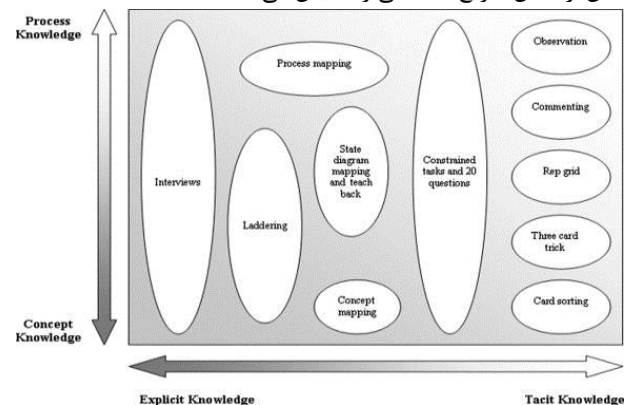 Process
Knowledge
Observation
Process mapping
Commenting
State
diagram
mapping
and teach
back
Constrained
tasks and 20
questions
Interviews
Rep grid
Laddering
Three card
trick
Concept
mapping
Card sorting
Concept
Knowledge
Explicit Knowledge
Tacit Knowledge